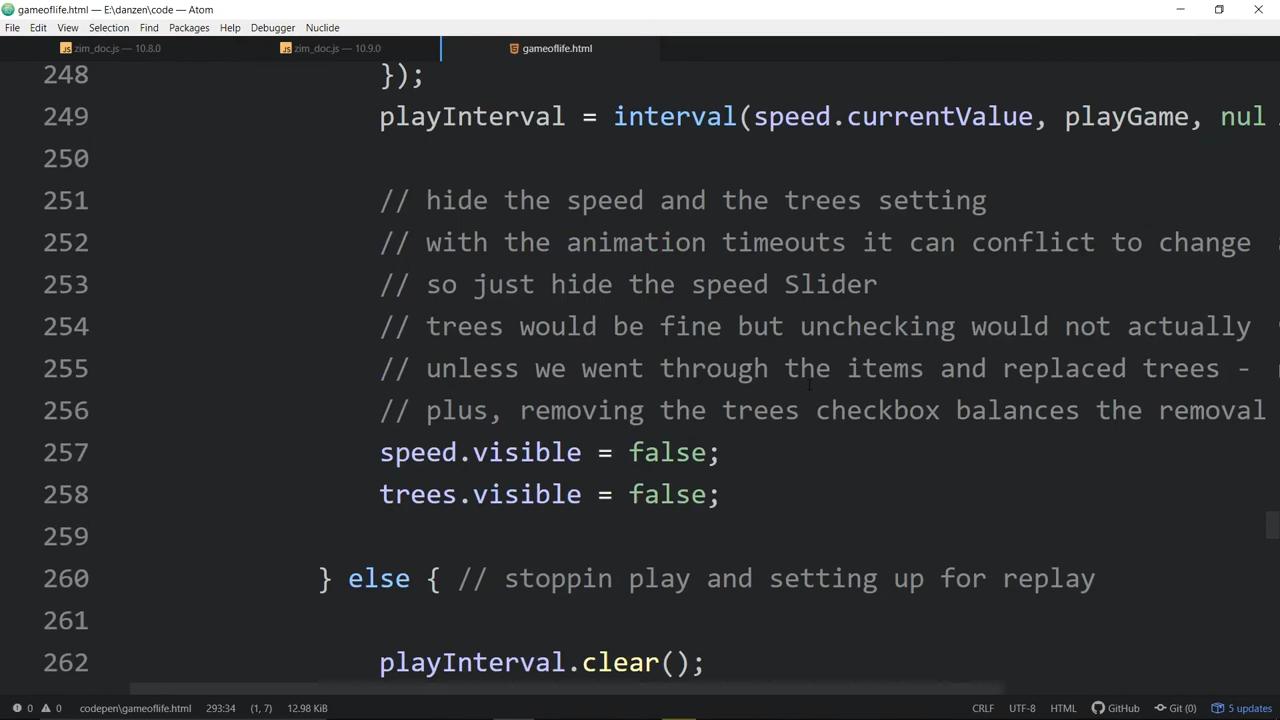 gameoflife.html — E:\danzen\code — Atom
File Edit View Selection Find Packages Help Debugger Nuclide
zim_doc.js — 10.8.0 zim_doc.js — 10.9.0 gameoflife.html
248 });
249 playInterval = interval(speed.currentValue, playGame, nul
250
251 // hide the speed and the trees setting
252 // with the animation timeouts it can conflict to change
253 // so just hide the speed Slider
254 // trees would be fine but unchecking would not actually
255 // unless we went through the items and replaced trees -
256 // plus, removing the trees checkbox balances the removal
257 speed.visible = false;
258 trees.visible = false;
259
260 } else { // stoppin play and setting up for replay
261
262 playInterval.clear();
0 0 codepen\gameoflife.html 293:34 (1, 7) 12.98 KiB CRLF UTF-8 HTML GitHub Git (0) 5 updates